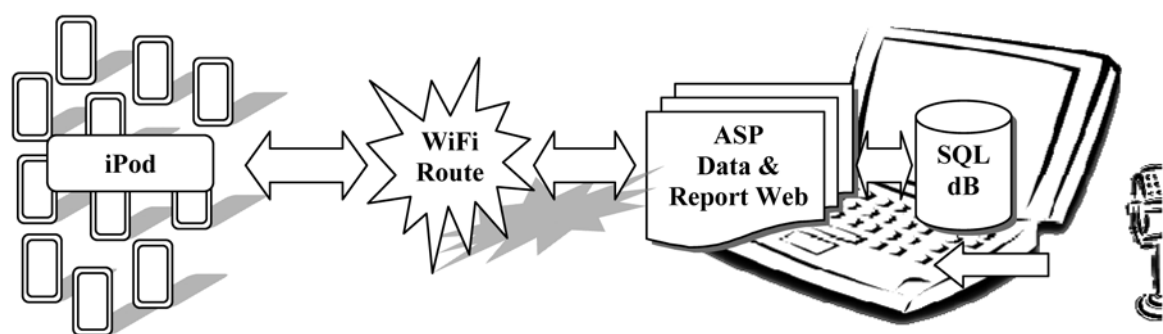 iPod
WiFi
Route
ASP
Data &
Report Web
SQL
dB